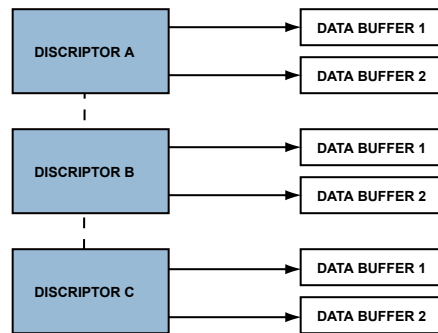 DISCRIPTOR A
DATA BUFFER 1
DATA BUFFER 2
DISCRIPTOR B
DATA BUFFER 1
DATA BUFFER 2
DISCRIPTOR C
DATA BUFFER 1
DATA BUFFER 2